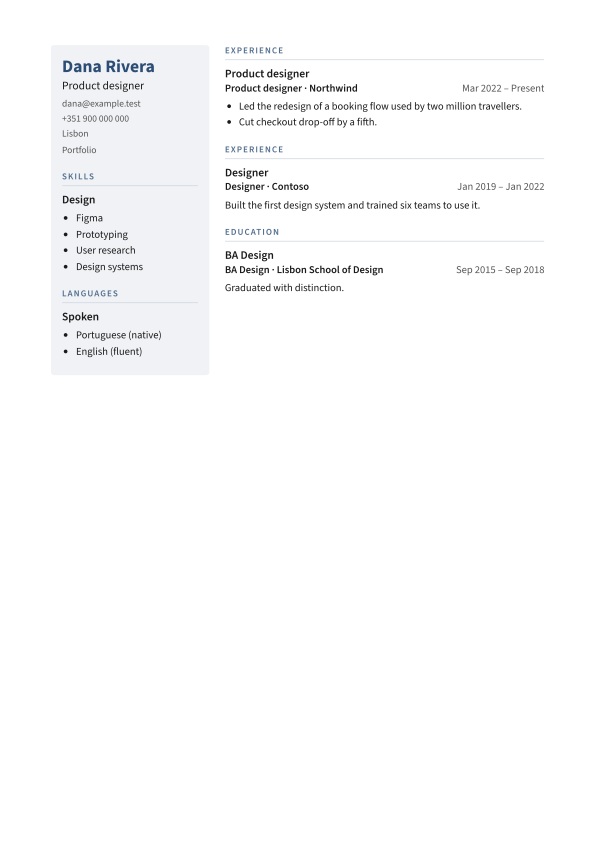 Dana Rivera
Product designer
dana@example.test
+351 900 000 000
Lisbon
Portfolio
SKILLS
Design
• Figma
• Prototyping
• User research
• Design systems
LANGUAGES
Spoken
• Portuguese (native)
• English (fluent)
EXPERIENCE
Product designer
Product designer · Northwind Mar 2022 – Present
• Led the redesign of a booking flow used by two million travellers.
• Cut checkout drop-off by a fifth.
EXPERIENCE
Designer
Designer · Contoso Jan 2019 – Jan 2022
Built the first design system and trained six teams to use it.
EDUCATION
BA Design
BA Design · Lisbon School of Design Sep 2015 – Sep 2018
Graduated with distinction.